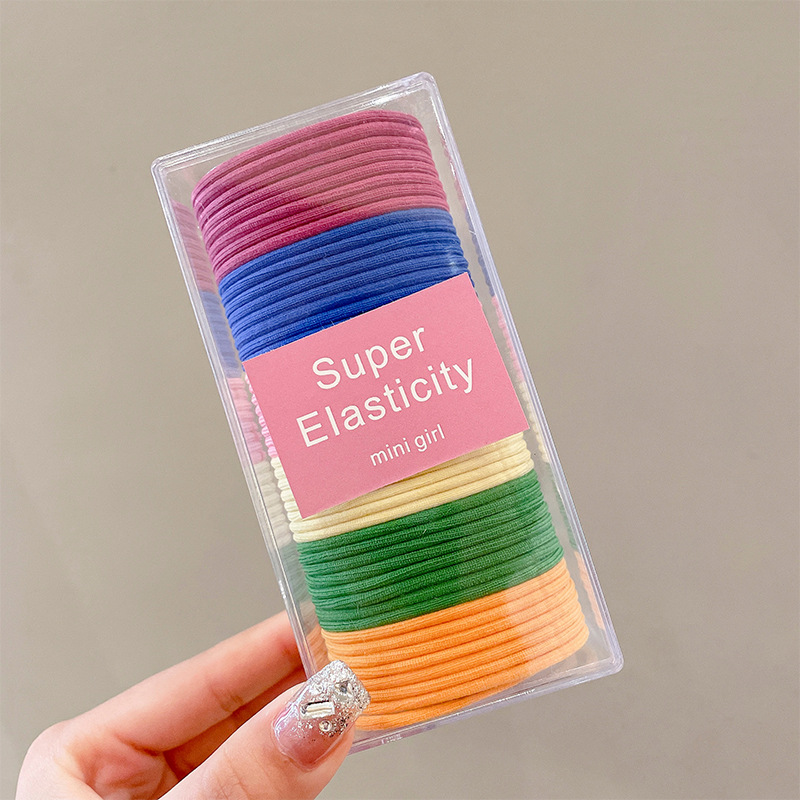 Super
Elasticity
mini girl